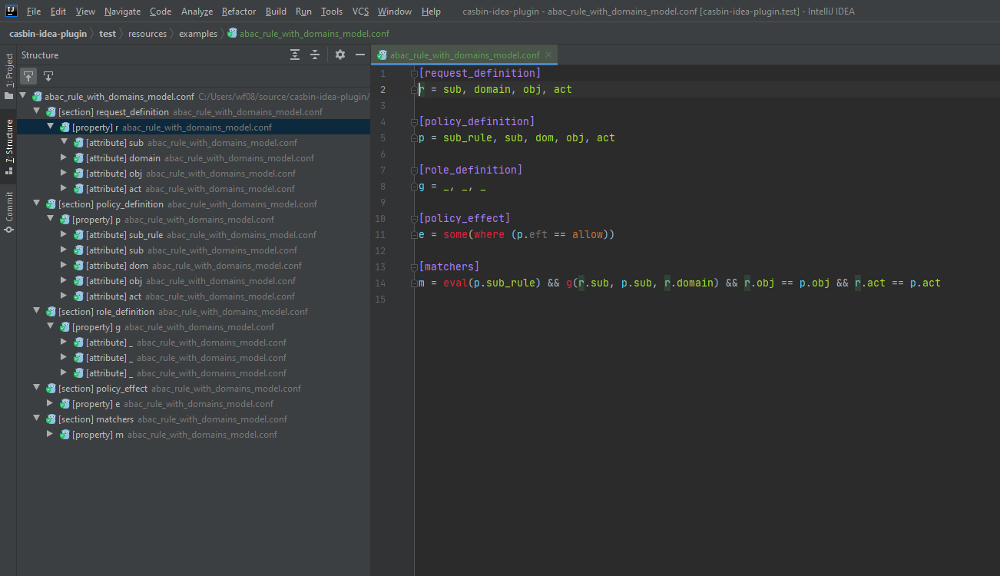 IJ File Edit View Navigate Code Analyze Refactor Build Run Tools VCS Window Help casbin-idea-plugin - abac_rule_with_domains_model.conf [casbin-idea-plugin.test] - IntelliJ IDEA
casbin-idea-plugin test resources examples abac_rule_with_domains_model.conf
1: Project
7: Structure
Commit
Structure
abac_rule_with_domains_model.conf C:/Users/wf08/source/casbin-idea-plugin/
[section] request_definition abac_rule_with_domains_model.conf
[property] r abac_rule_with_domains_model.conf
[attribute] sub abac_rule_with_domains_model.conf
[attribute] domain abac_rule_with_domains_model.conf
[attribute] obj abac_rule_with_domains_model.conf
[attribute] act abac_rule_with_domains_model.conf
[section] policy_definition abac_rule_with_domains_model.conf
[property] p abac_rule_with_domains_model.conf
[attribute] sub_rule abac_rule_with_domains_model.conf
[attribute] sub abac_rule_with_domains_model.conf
[attribute] dom abac_rule_with_domains_model.conf
[attribute] obj abac_rule_with_domains_model.conf
[attribute] act abac_rule_with_domains_model.conf
[section] role_definition abac_rule_with_domains_model.conf
[property] g abac_rule_with_domains_model.conf
[attribute] _ abac_rule_with_domains_model.conf
[attribute] _ abac_rule_with_domains_model.conf
[attribute] _ abac_rule_with_domains_model.conf
[section] policy_effect abac_rule_with_domains_model.conf
[property] e abac_rule_with_domains_model.conf
[section] matchers abac_rule_with_domains_model.conf
[property] m abac_rule_with_domains_model.conf
abac_rule_with_domains_model.conf
1 [request_definition]
2 r = sub, domain, obj, act
3
4 [policy_definition]
5 p = sub_rule, sub, dom, obj, act
6
7 [role_definition]
8 g = _, _, _
9
10 [policy_effect]
11 e = some(where (p.eft == allow))
12
13 [matchers]
14 m = eval(p.sub_rule) && g(r.sub, p.sub, r.domain) && r.obj == p.obj && r.act == p.act
15